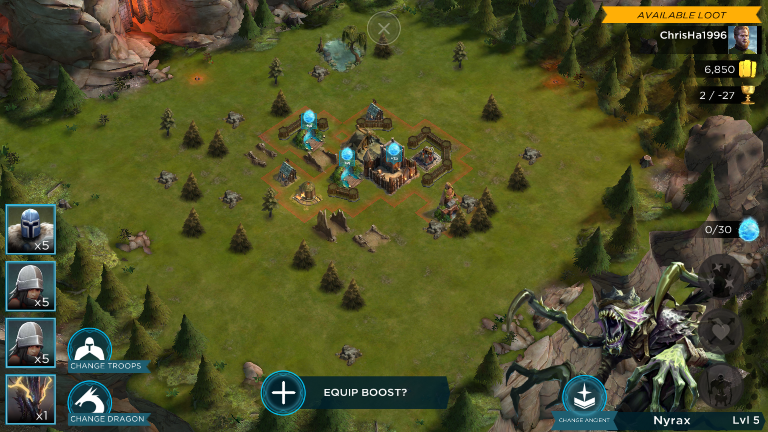 AVAILABLE LOOT
ChrisHa1996
6,850
2 / -27
0/30
x5
x5
x5
x1
CHANGE TROOPS
CHANGE DRAGON
EQUIP BOOST?
CHANGE ANCIENT
Nyrax
Lvl 5